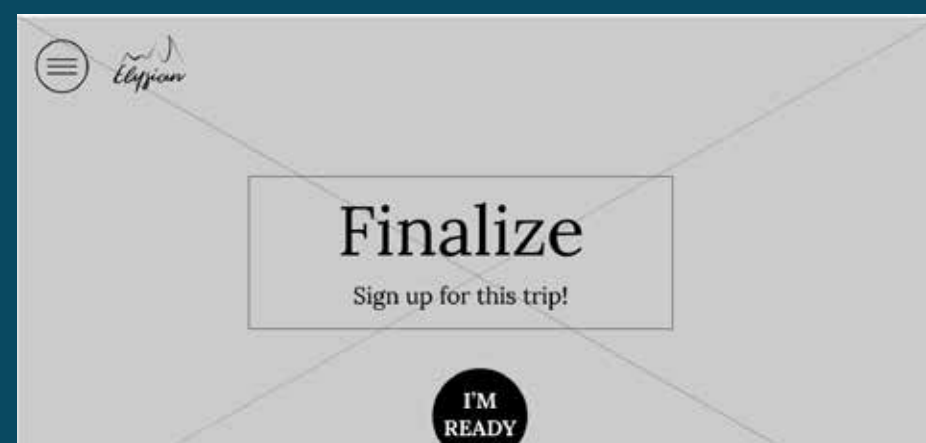 Elysian
Finalize
Sign up for this trip!
I'M
READY